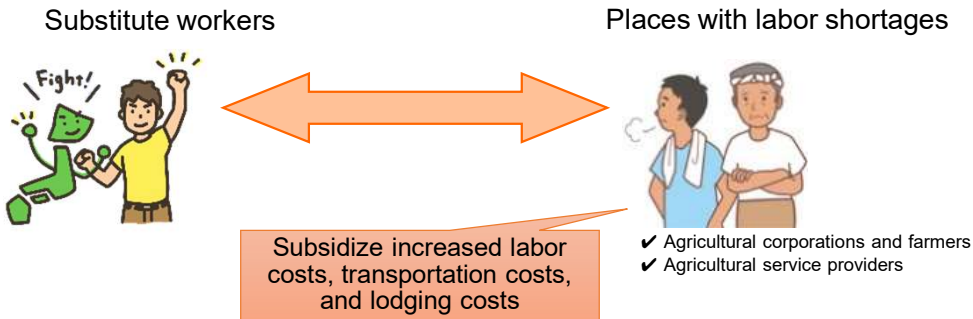 Substitute workers
Places with labor shortages
Fight!
Subsidize increased labor
costs, transportation costs,
and lodging costs
✔ Agricultural corporations and farmers
✔ Agricultural service providers